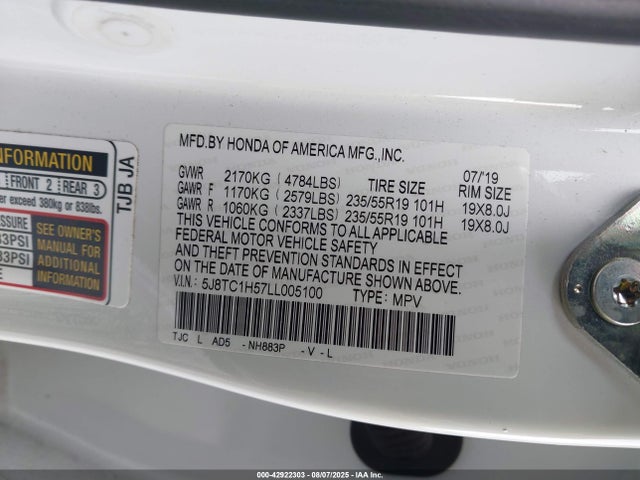 INFORMATION
FRONT 2 REAR 3
er exceed 380kg or 838lbs.
SEE OWNER'S
MANUAL FOR
ADDITIONAL
INFORMATION
TJB JA
MFD.BY HONDA OF AMERICA MFG.,INC.
07/19
GVWR 2170KG ( 4784LBS) TIRE SIZE RIM SIZE
GAWR F 1170KG ( 2579LBS) 235/55R19 101H 19X8.0J
GAWR R 1060KG ( 2337LBS) 235/55R19 101H 19X8.0J
THIS VEHICLE CONFORMS TO ALL APPLICABLE
FEDERAL MOTOR VEHICLE SAFETY
AND THEFT PREVENTION STANDARDS IN EFFECT
ON THE DATE OF MANUFACTURE SHOWN ABOVE.
V.I.N: 5J8TC1H57LL005100 TYPE: MPV
TJC L AD5 -NH883P -V-L
000-42922303 - 08/07/2025 - IAA Inc.